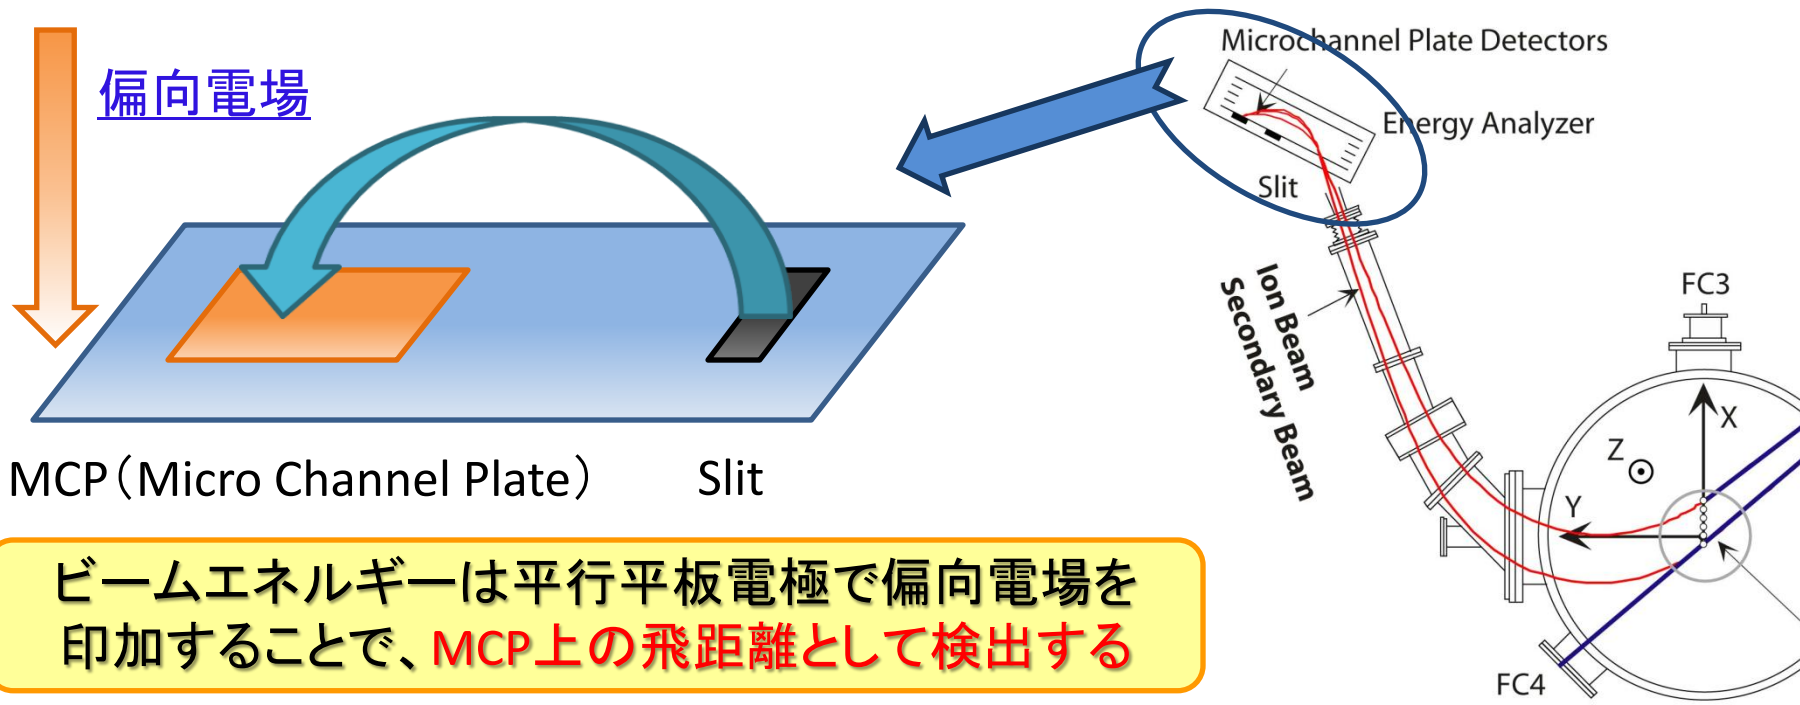 偏向電場
MCP（Micro Channel Plate）
Slit
ビームエネルギーは平行平板電極で偏向電場を
印加することで、MCP上の飛距離として検出する
Microchannel Plate Detectors
Energy Analyzer
Slit
Ion Beam
Secondary Beam
FC3
X
Z
Y
FC4